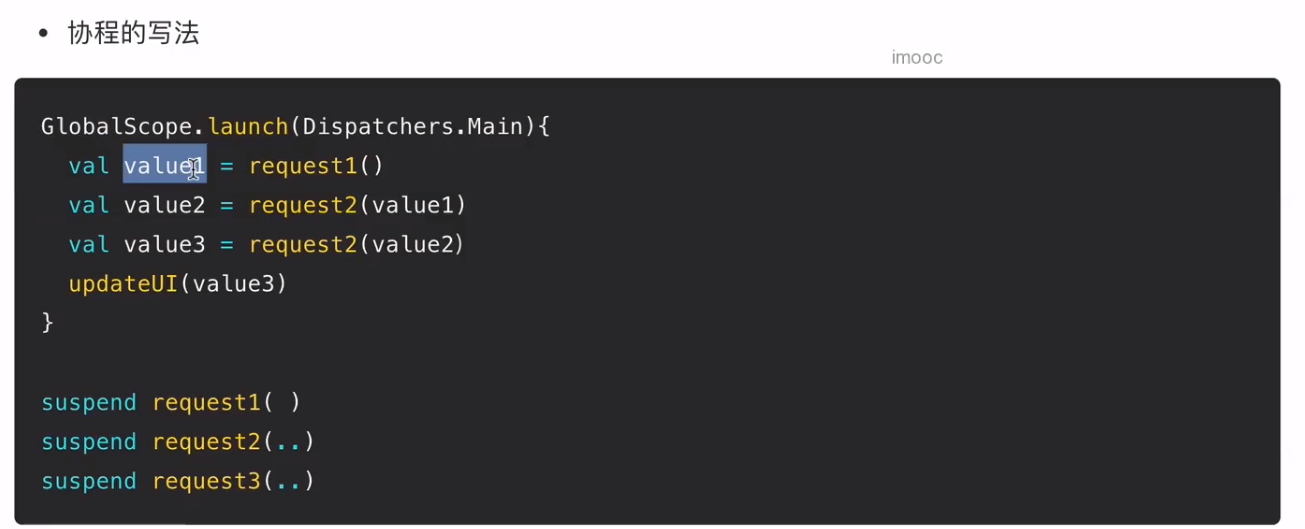 • 协程的写法
imooc
GlobalScope.launch(Dispatchers.Main){
  val value1 = request1()
  val value2 = request2(value1)
  val value3 = request2(value2)
  updateUI(value3)
}
suspend request1( )
suspend request2(..)
suspend request3(..)